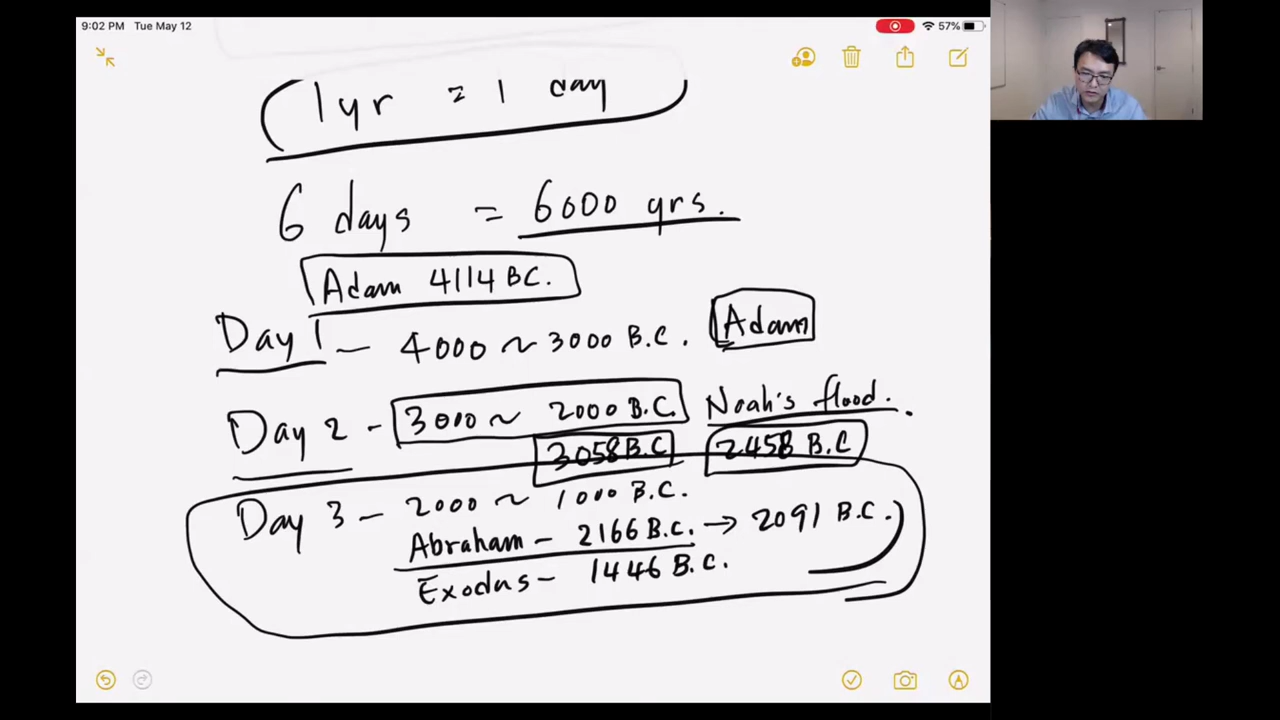 9:02 PM Tue May 12
57%
1yr = 1 day
6 days = 6000 yrs.
Adam 4114 BC.
Day 1 – 4000 ~ 3000 B.C. Adam
Day 2 - 3000 ~ 2000 B.C. Noah's flood.
3058 B.C 2458 B.C
Day 3 – 2000 ~ 1000 B.C.
Abraham – 2166 B.C. → 2091 B.C.
Exodus – 1446 B.C.